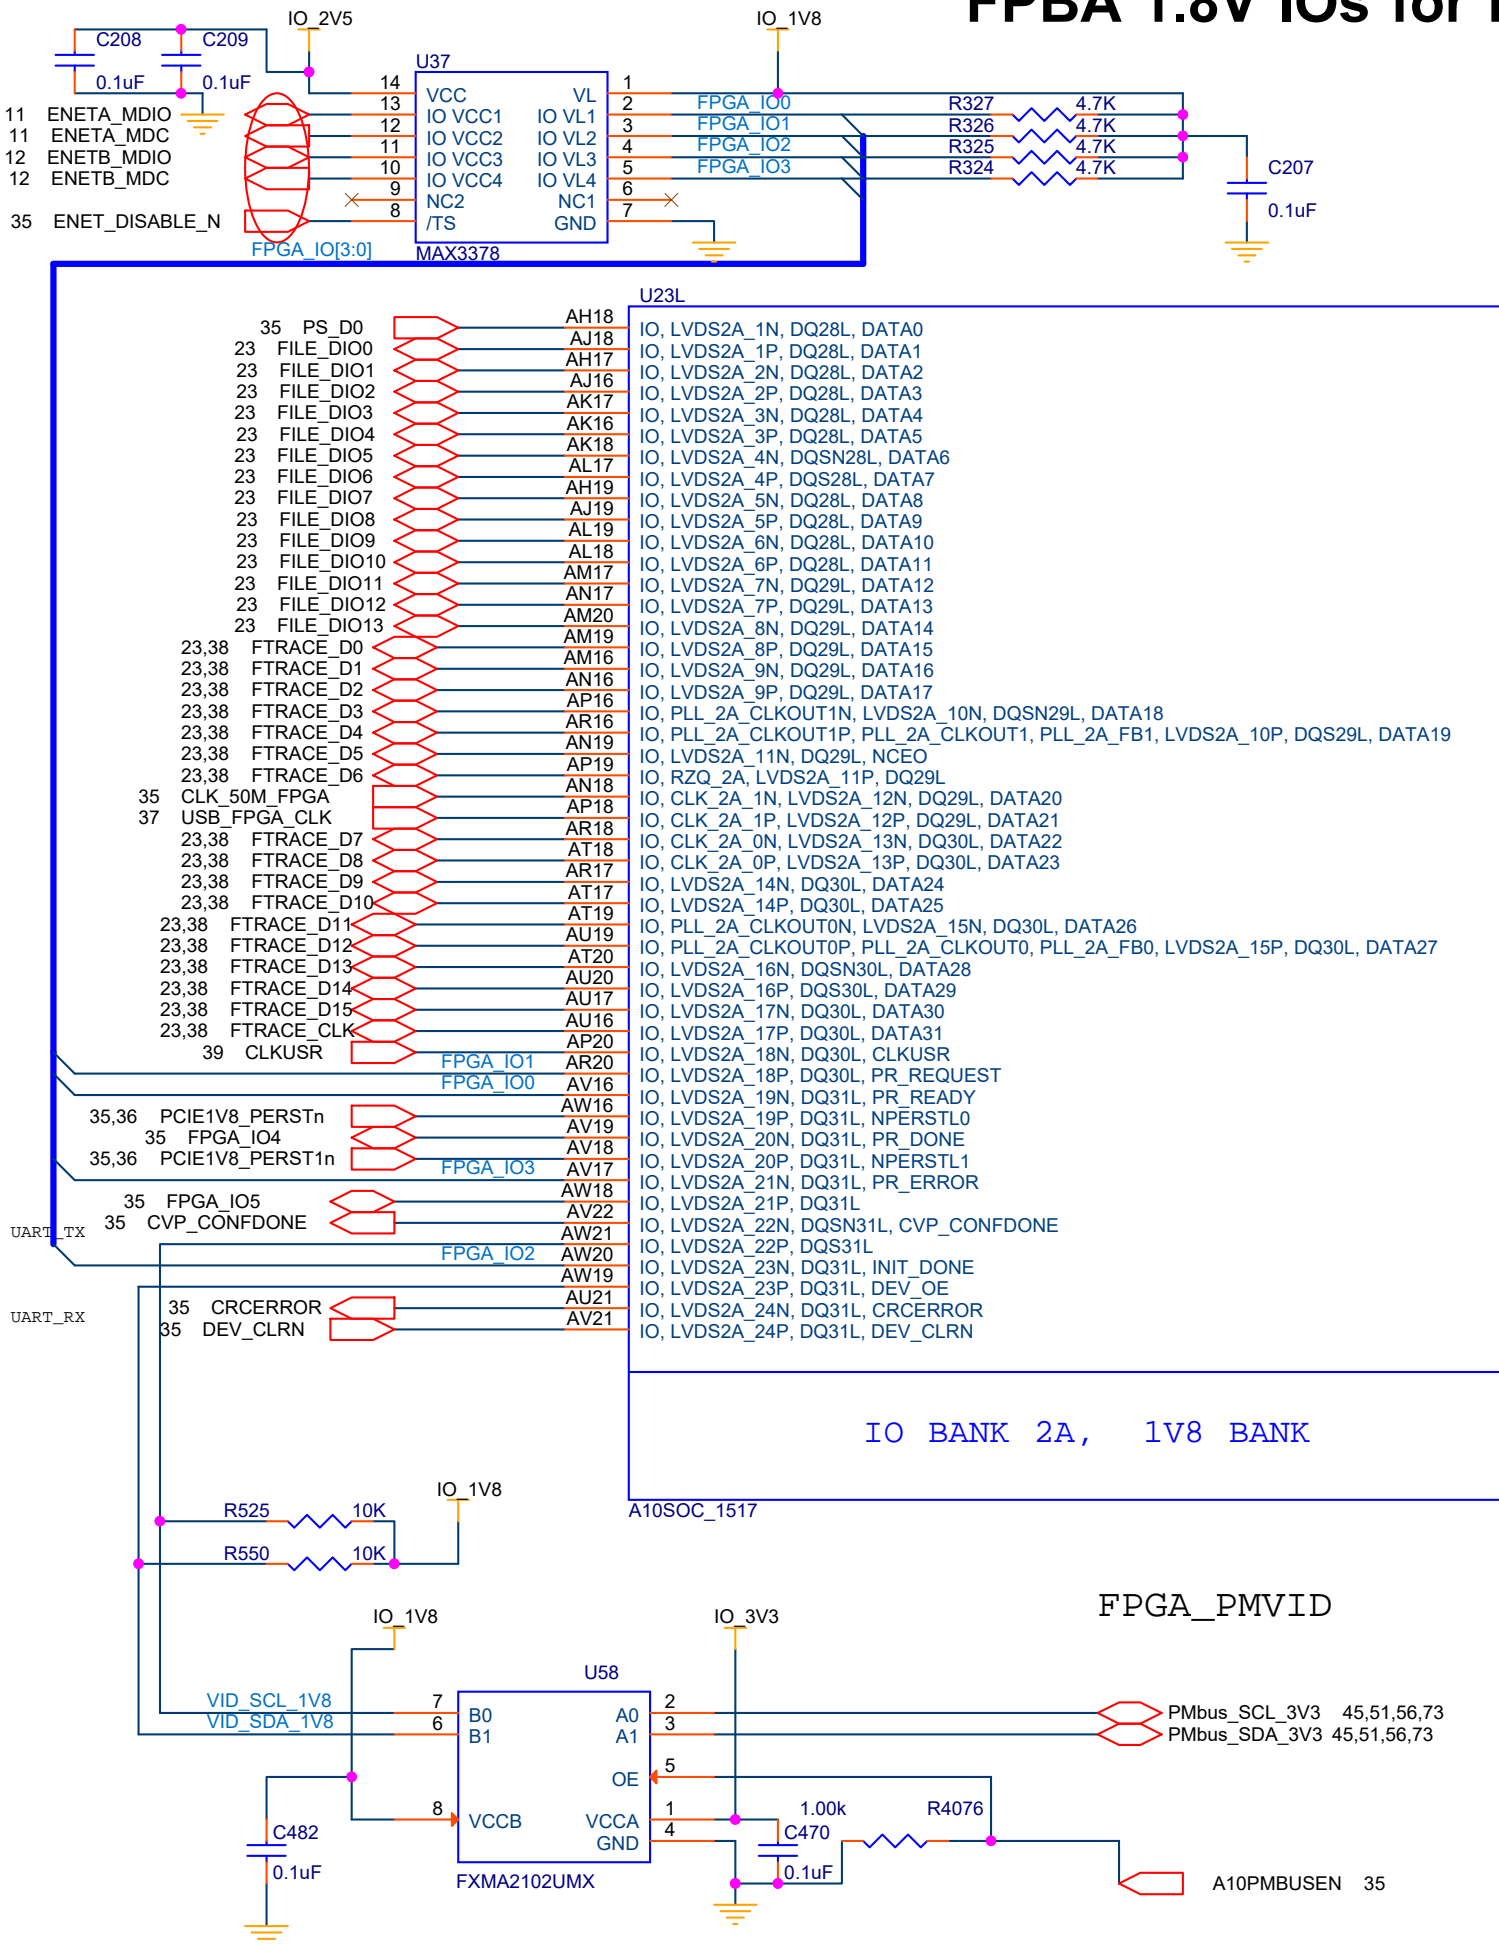 FPBA 1.8V IOs for
IO_2V5
IO_1V8
C208
C209
0.1uF
0.1uF
U37
14
13
12
11
10
9
8
VCC
IO VCC1
IO VCC2
IO VCC3
IO VCC4
NC2
/TS
VL
IO VL1
IO VL2
IO VL3
IO VL4
NC1
GND
1
2
3
4
5
6
7
MAX3378
11 ENETA_MDIO
11 ENETA_MDC
12 ENETB_MDIO
12 ENETB_MDC
35 ENET_DISABLE_N
FPGA_IO[3:0]
FPGA_IO0
FPGA_IO1
FPGA_IO2
FPGA_IO3
R327 4.7K
R326 4.7K
R325 4.7K
R324 4.7K
C207
0.1uF
U23L
35 PS_D0 AH18 IO, LVDS2A_1N, DQ28L, DATA0
23 FILE_DIO0 AJ18 IO, LVDS2A_1P, DQ28L, DATA1
23 FILE_DIO1 AH17 IO, LVDS2A_2N, DQ28L, DATA2
23 FILE_DIO2 AJ16 IO, LVDS2A_2P, DQ28L, DATA3
23 FILE_DIO3 AK17 IO, LVDS2A_3N, DQ28L, DATA4
23 FILE_DIO4 AK16 IO, LVDS2A_3P, DQ28L, DATA5
23 FILE_DIO5 AK18 IO, LVDS2A_4N, DQSN28L, DATA6
23 FILE_DIO6 AL17 IO, LVDS2A_4P, DQS28L, DATA7
23 FILE_DIO7 AH19 IO, LVDS2A_5N, DQ28L, DATA8
23 FILE_DIO8 AJ19 IO, LVDS2A_5P, DQ28L, DATA9
23 FILE_DIO9 AL19 IO, LVDS2A_6N, DQ28L, DATA10
23 FILE_DIO10 AL18 IO, LVDS2A_6P, DQ28L, DATA11
23 FILE_DIO11 AM17 IO, LVDS2A_7N, DQ29L, DATA12
23 FILE_DIO12 AN17 IO, LVDS2A_7P, DQ29L, DATA13
23 FILE_DIO13 AM20 IO, LVDS2A_8N, DQ29L, DATA14
23,38 FTRACE_D0 AM19 IO, LVDS2A_8P, DQ29L, DATA15
23,38 FTRACE_D1 AM16 IO, LVDS2A_9N, DQ29L, DATA16
23,38 FTRACE_D2 AN16 IO, LVDS2A_9P, DQ29L, DATA17
23,38 FTRACE_D3 AP16 IO, PLL_2A_CLKOUT1N, LVDS2A_10N, DQSN29L, DATA18
23,38 FTRACE_D4 AR16 IO, PLL_2A_CLKOUT1P, PLL_2A_CLKOUT1, PLL_2A_FB1, LVDS2A_10P, DQS29L, DATA19
23,38 FTRACE_D5 AN19 IO, LVDS2A_11N, DQ29L, NCEO
23,38 FTRACE_D6 AP19 IO, RZQ_2A, LVDS2A_11P, DQ29L
35 CLK_50M_FPGA AN18 IO, CLK_2A_1N, LVDS2A_12N, DQ29L, DATA20
37 USB_FPGA_CLK AP18 IO, CLK_2A_1P, LVDS2A_12P, DQ29L, DATA21
23,38 FTRACE_D7 AR18 IO, CLK_2A_0N, LVDS2A_13N, DQ30L, DATA22
23,38 FTRACE_D8 AT18 IO, CLK_2A_0P, LVDS2A_13P, DQ30L, DATA23
23,38 FTRACE_D9 AR17 IO, LVDS2A_14N, DQ30L, DATA24
23,38 FTRACE_D10 AT17 IO, LVDS2A_14P, DQ30L, DATA25
23,38 FTRACE_D11 AT19 IO, PLL_2A_CLKOUT0N, LVDS2A_15N, DQ30L, DATA26
23,38 FTRACE_D12 AU19 IO, PLL_2A_CLKOUT0P, PLL_2A_CLKOUT0, PLL_2A_FB0, LVDS2A_15P, DQ30L, DATA27
23,38 FTRACE_D13 AT20 IO, LVDS2A_16N, DQSN30L, DATA28
23,38 FTRACE_D14 AU20 IO, LVDS2A_16P, DQS30L, DATA29
23,38 FTRACE_D15 AU17 IO, LVDS2A_17N, DQ30L, DATA30
23,38 FTRACE_CLK AU16 IO, LVDS2A_17P, DQ30L, DATA31
39 CLKUSR AP20 IO, LVDS2A_18N, DQ30L, CLKUSR
FPGA_IO1 AR20 IO, LVDS2A_18P, DQ30L, PR_REQUEST
FPGA_IO0 AV16 IO, LVDS2A_19N, DQ31L, PR_READY
35,36 PCIE1V8_PERSTn AW16 IO, LVDS2A_19P, DQ31L, NPERSTL0
35 FPGA_IO4 AV19 IO, LVDS2A_20N, DQ31L, PR_DONE
35,36 PCIE1V8_PERST1n AV18 IO, LVDS2A_20P, DQ31L, NPERSTL1
FPGA_IO3 AV17 IO, LVDS2A_21N, DQ31L, PR_ERROR
35 FPGA_IO5 AW18 IO, LVDS2A_21P, DQ31L
35 CVP_CONFDONE AV22 IO, LVDS2A_22N, DQSN31L, CVP_CONFDONE
UART_TX AW21 IO, LVDS2A_22P, DQS31L
FPGA_IO2 AW20 IO, LVDS2A_23N, DQ31L, INIT_DONE
AW19 IO, LVDS2A_23P, DQ31L, DEV_OE
UART_RX 35 CRCERROR AU21 IO, LVDS2A_24N, DQ31L, CRCERROR
35 DEV_CLRN AV21 IO, LVDS2A_24P, DQ31L, DEV_CLRN
IO BANK 2A, 1V8 BANK
A10SOC_1517
IO_1V8
R525 10K
R550 10K
FPGA_PMVID
IO_1V8
IO_3V3
U58
VID_SCL_1V8 7 B0
VID_SDA_1V8 6 B1
8 VCCB
A0 2
A1 3
OE 5
VCCA 1
GND 4
PMbus_SCL_3V3 45,51,56,73
PMbus_SDA_3V3 45,51,56,73
1.00k R4076
C482
0.1uF
C470
0.1uF
FXMA2102UMX
A10PMBUSEN 35